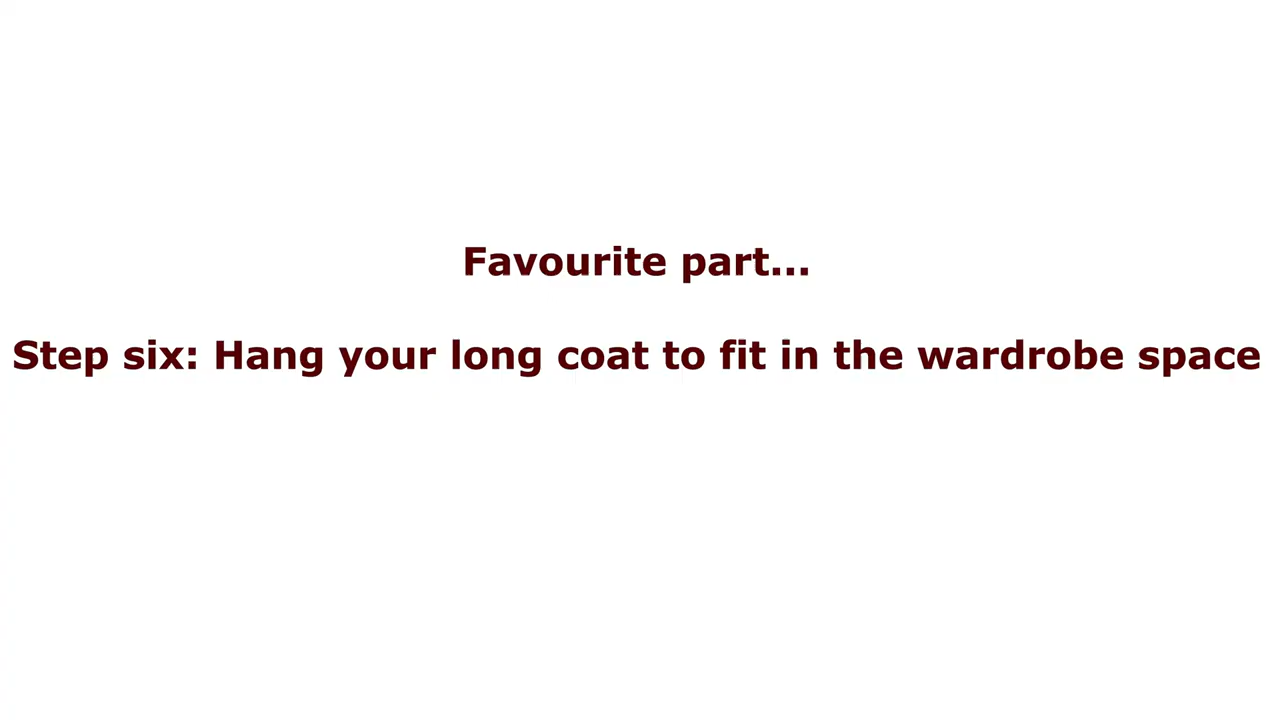 Favourite part...
Step six: Hang your long coat to fit in the wardrobe space